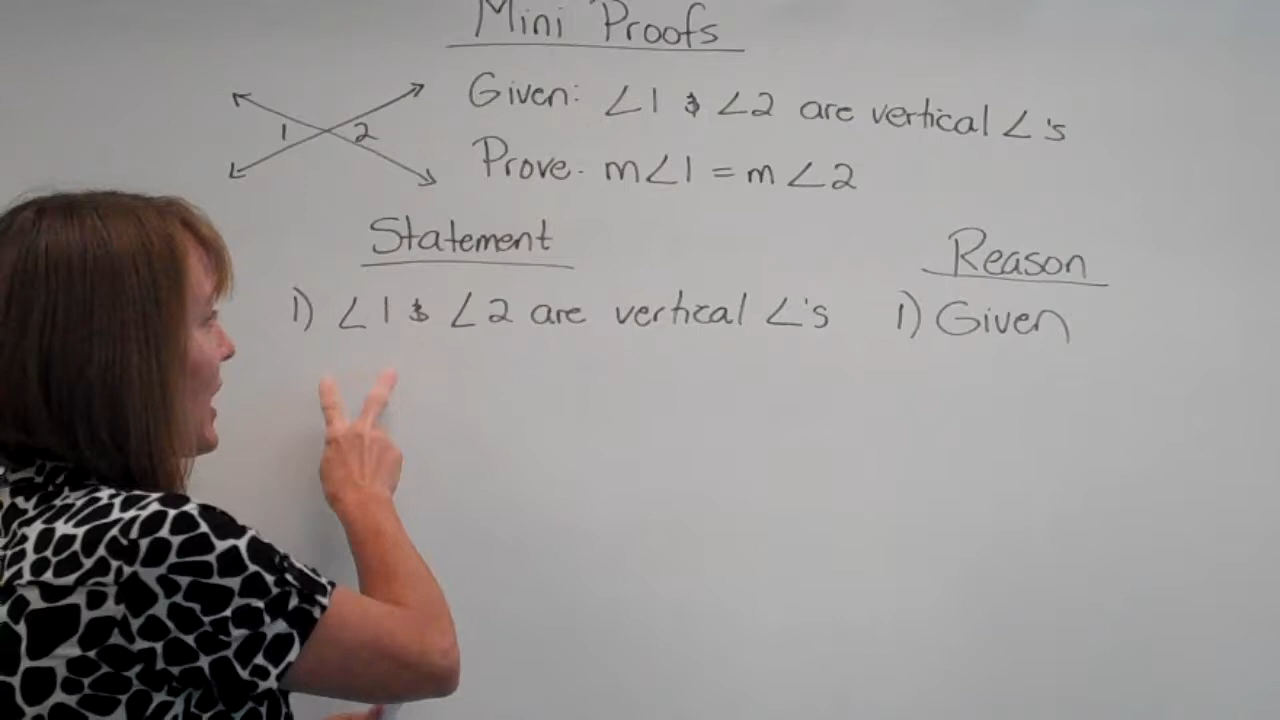 Mini Proofs
1 2
Given: ∠1 & ∠2 are vertical ∠'s
Prove: m∠1 = m∠2
Statement
Reason
1) ∠1 & ∠2 are vertical ∠'s
1) Given